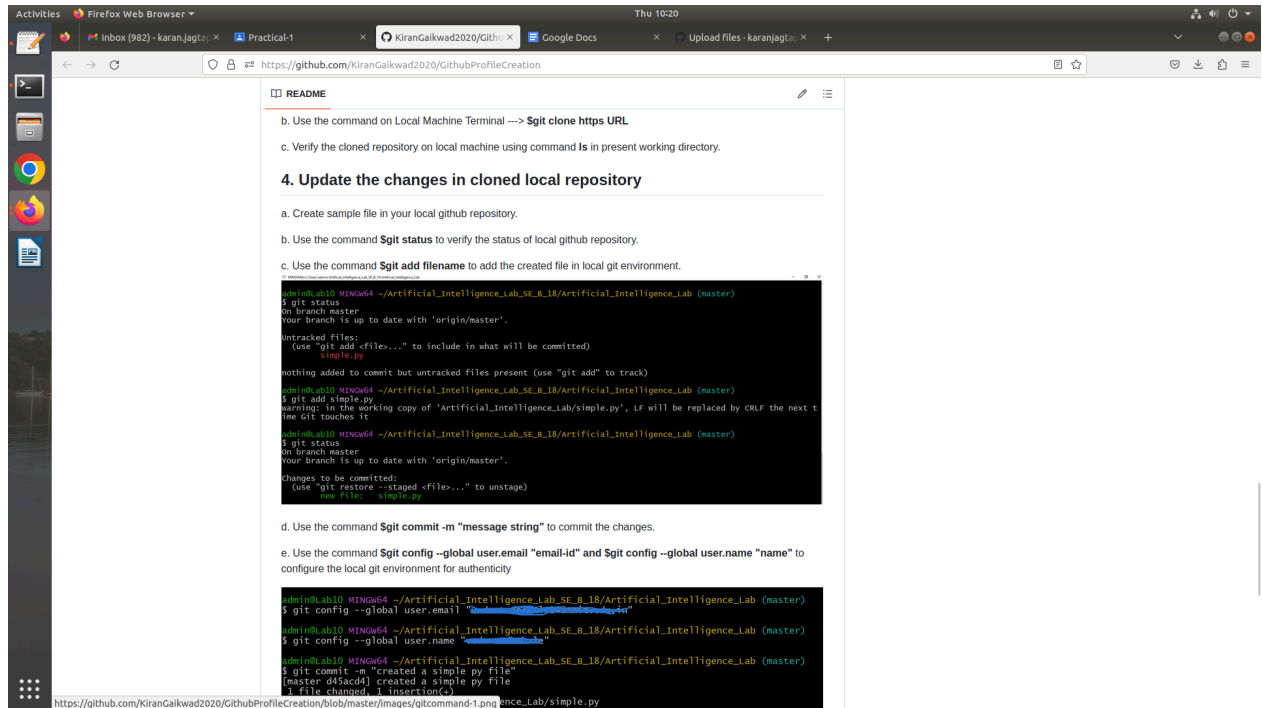 Activities
Firefox Web Browser
Thu 10:20
Inbox (982) - karan.jagtap
Practical-1
KiranGaikwad2020/Githu
Google Docs
Upload files · karanjagtap
https://github.com/KiranGaikwad2020/GithubProfileCreation
README
b. Use the command on Local Machine Terminal ---> $git clone https URL
c. Verify the cloned repository on local machine using command ls in present working directory.
4. Update the changes in cloned local repository
a. Create sample file in your local github repository.
b. Use the command $git status to verify the status of local github repository.
c. Use the command $git add filename to add the created file in local git environment.
admin@Lab10 MINGW64 ~/Artificial_Intelligence_Lab_SE_B_18/Artificial_Intelligence_Lab (master)
$ git status
On branch master
Your branch is up to date with 'origin/master'.
Untracked files:
(use "git add <file>..." to include in what will be committed)
simple.py
nothing added to commit but untracked files present (use "git add" to track)
admin@Lab10 MINGW64 ~/Artificial_Intelligence_Lab_SE_B_18/Artificial_Intelligence_Lab (master)
$ git add simple.py
warning: in the working copy of 'Artificial_Intelligence_Lab/simple.py', LF will be replaced by CRLF the next t
ime Git touches it
admin@Lab10 MINGW64 ~/Artificial_Intelligence_Lab_SE_B_18/Artificial_Intelligence_Lab (master)
$ git status
On branch master
Your branch is up to date with 'origin/master'.
Changes to be committed:
(use "git restore --staged <file>..." to unstage)
new file: simple.py
d. Use the command $git commit -m "message string" to commit the changes.
e. Use the command $git config --global user.email "email-id" and $git config --global user.name "name" to
configure the local git environment for authenticity
admin@Lab10 MINGW64 ~/Artificial_Intelligence_Lab_SE_B_18/Artificial_Intelligence_Lab (master)
$ git config --global user.email "
admin@Lab10 MINGW64 ~/Artificial_Intelligence_Lab_SE_B_18/Artificial_Intelligence_Lab (master)
$ git config --global user.name "
admin@Lab10 MINGW64 ~/Artificial_Intelligence_Lab_SE_B_18/Artificial_Intelligence_Lab (master)
$ git commit -m "created a simple py file"
[master d45acd4] created a simple py file
1 file changed, 1 insertion(+)
ence_Lab/simple.py
https://github.com/KiranGaikwad2020/GithubProfileCreation/blob/master/images/gitcommand-1.png